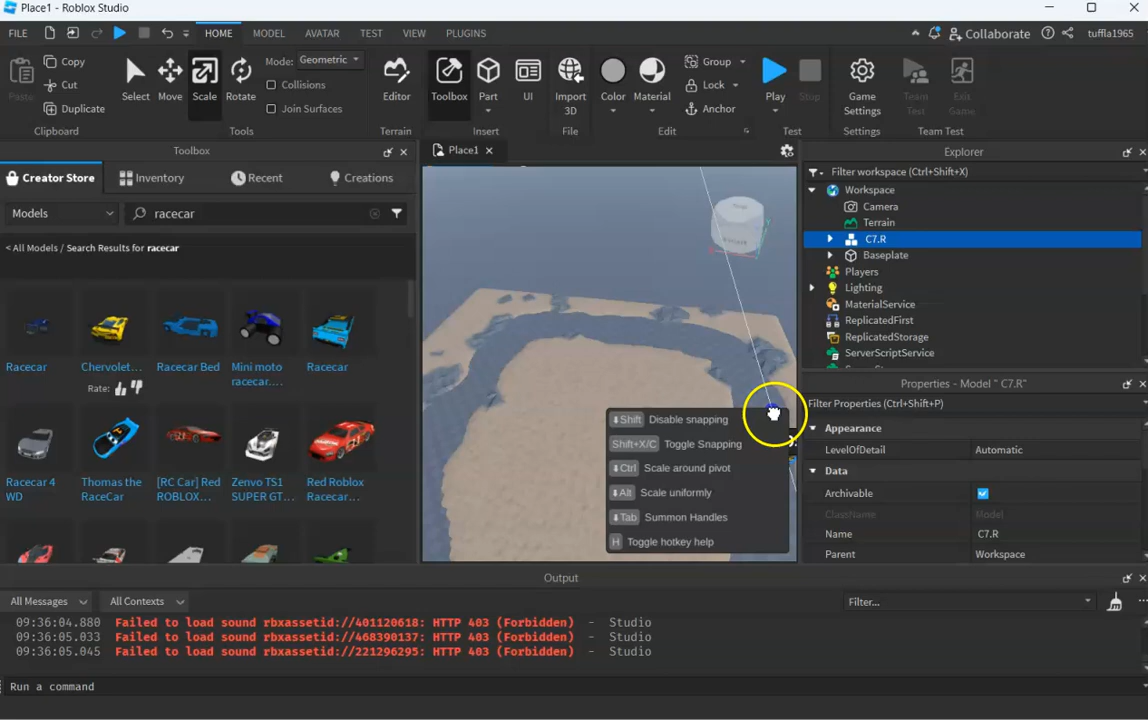 Place1 - Roblox Studio
FILE HOME MODEL AVATAR TEST VIEW PLUGINS Collaborate tuffla1965
Paste Copy Cut Duplicate Clipboard
Select Move Scale Rotate Mode: Geometric Collisions Join Surfaces Tools
Editor Terrain
Toolbox Part UI Insert
Import 3D File
Color Material Group Lock Anchor Edit
Play Stop Test
Game Settings Settings
Team Test Exit Game Team Test
Toolbox
Creator Store Inventory Recent Creations
Models racecar
< All Models / Search Results for racecar
Racecar Chervolet... Racecar Bed Mini moto racecar.... Racecar
Rate:
Racecar 4 WD Thomas the RaceCar [RC Car] Red ROBLOX... Zenvo TS1 SUPER GT... Red Roblox Racecar...
Place1
Shift Disable snapping
Shift+X/C Toggle Snapping
Ctrl Scale around pivot
Alt Scale uniformly
Tab Summon Handles
H Toggle hotkey help
Explorer
Filter workspace (Ctrl+Shift+X)
Workspace
Camera
Terrain
C7.R
Baseplate
Players
Lighting
MaterialService
ReplicatedFirst
ReplicatedStorage
ServerScriptService
Properties - Model " C7.R"
Filter Properties (Ctrl+Shift+P)
Appearance
LevelOfDetail Automatic
Data
Archivable
ClassName Model
Name C7.R
Parent Workspace
Output
All Messages All Contexts Filter...
09:36:04.880 Failed to load sound rbxassetid://401120618: HTTP 403 (Forbidden) - Studio
09:36:05.033 Failed to load sound rbxassetid://468390137: HTTP 403 (Forbidden) - Studio
09:36:05.045 Failed to load sound rbxassetid://221296295: HTTP 403 (Forbidden) - Studio
Run a command